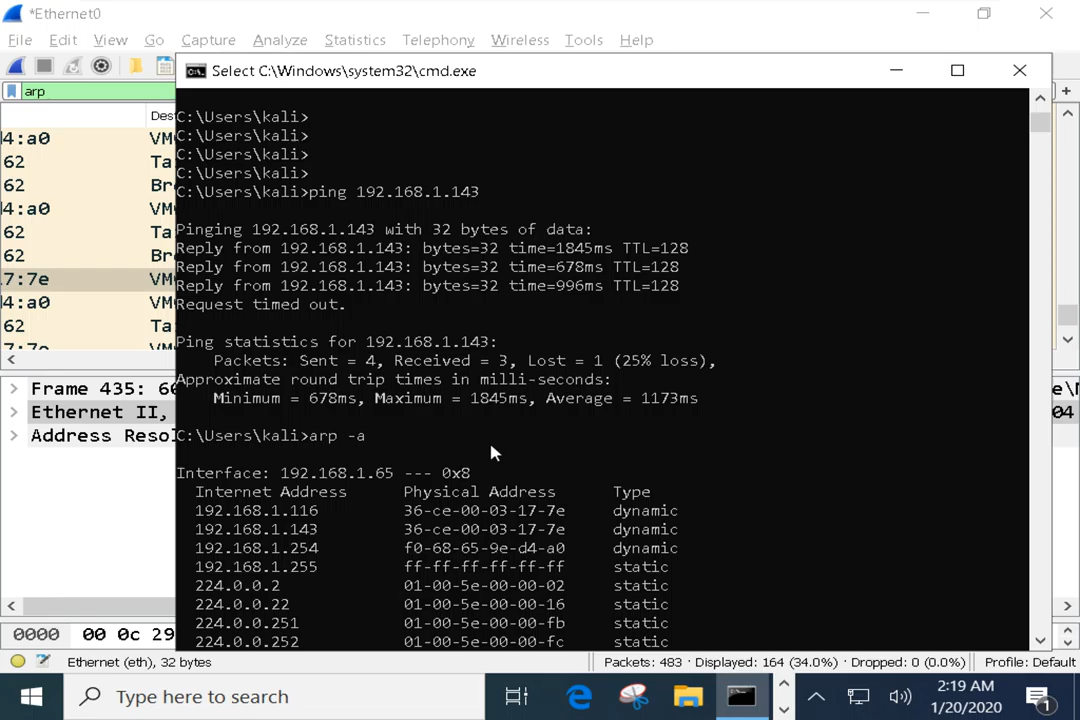 *Ethernet0
File Edit View Go Capture Analyze Statistics Telephony Wireless Tools Help
Select C:\Windows\system32\cmd.exe
arp
4:a0 VM
62 Ta
62 Br
4:a0 VM
62 Ta
62 Br
7:7e VM
4:a0 VM
62 Ta
C:\Users\kali>
C:\Users\kali>
C:\Users\kali>
C:\Users\kali>
C:\Users\kali>ping 192.168.1.143
Pinging 192.168.1.143 with 32 bytes of data:
Reply from 192.168.1.143: bytes=32 time=1845ms TTL=128
Reply from 192.168.1.143: bytes=32 time=678ms TTL=128
Reply from 192.168.1.143: bytes=32 time=996ms TTL=128
Request timed out.
Ping statistics for 192.168.1.143:
Packets: Sent = 4, Received = 3, Lost = 1 (25% loss),
Approximate round trip times in milli-seconds:
Minimum = 678ms, Maximum = 1845ms, Average = 1173ms
C:\Users\kali>arp -a
Interface: 192.168.1.65 --- 0x8
Internet Address Physical Address Type
192.168.1.116 36-ce-00-03-17-7e dynamic
192.168.1.143 36-ce-00-03-17-7e dynamic
192.168.1.254 f0-68-65-9e-d4-a0 dynamic
192.168.1.255 ff-ff-ff-ff-ff-ff static
224.0.0.2 01-00-5e-00-00-02 static
224.0.0.22 01-00-5e-00-00-16 static
224.0.0.251 01-00-5e-00-00-fb static
224.0.0.252 01-00-5e-00-00-fc static
Frame 435: 6
Ethernet II,
Address Resol
04
0000 00 0c 29
Ethernet (eth), 32 bytes
Packets: 483 · Displayed: 164 (34.0%) · Dropped: 0 (0.0%)
Profile: Default
Type here to search
2:19 AM
1/20/2020
1